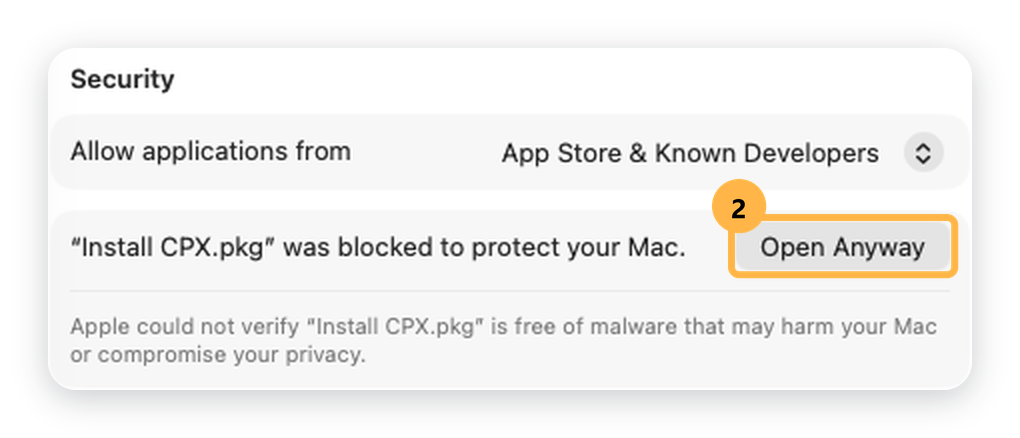 Security
Allow applications from App Store & Known Developers
2
“Install CPX.pkg” was blocked to protect your Mac. Open Anyway
Apple could not verify “Install CPX.pkg” is free of malware that may harm your Mac
or compromise your privacy.